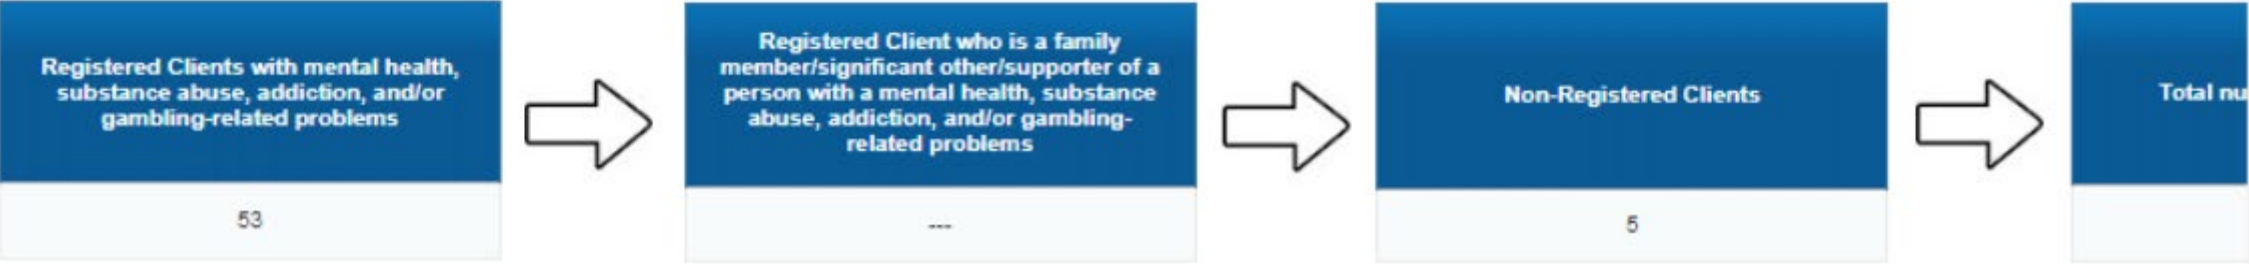 Registered Clients with mental health,
substance abuse, addiction, and/or
gambling-related problems
53
Registered Client who is a family
member/significant other/supporter of a
person with a mental health, substance
abuse, addiction, and/or gambling-
related problems
---
Non-Registered Clients
5
Total